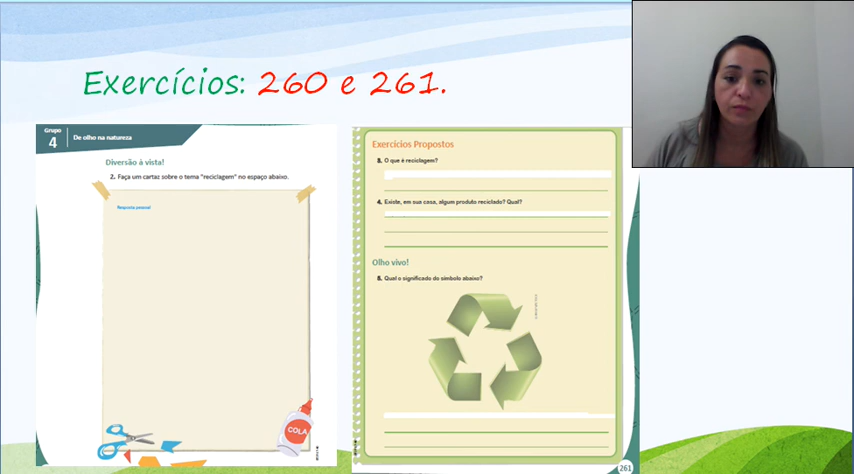 Exercícios: 260 e 261.
Grupo
4
De olho na natureza
Diversão à vista!
2. Faça um cartaz sobre o tema "reciclagem" no espaço abaixo.
Resposta pessoal
COLA
Exercícios Propostos
3. O que é reciclagem?
4. Existe, em sua casa, algum produto reciclado? Qual?
Olho vivo!
5. Qual o significado do símbolo abaixo?
261